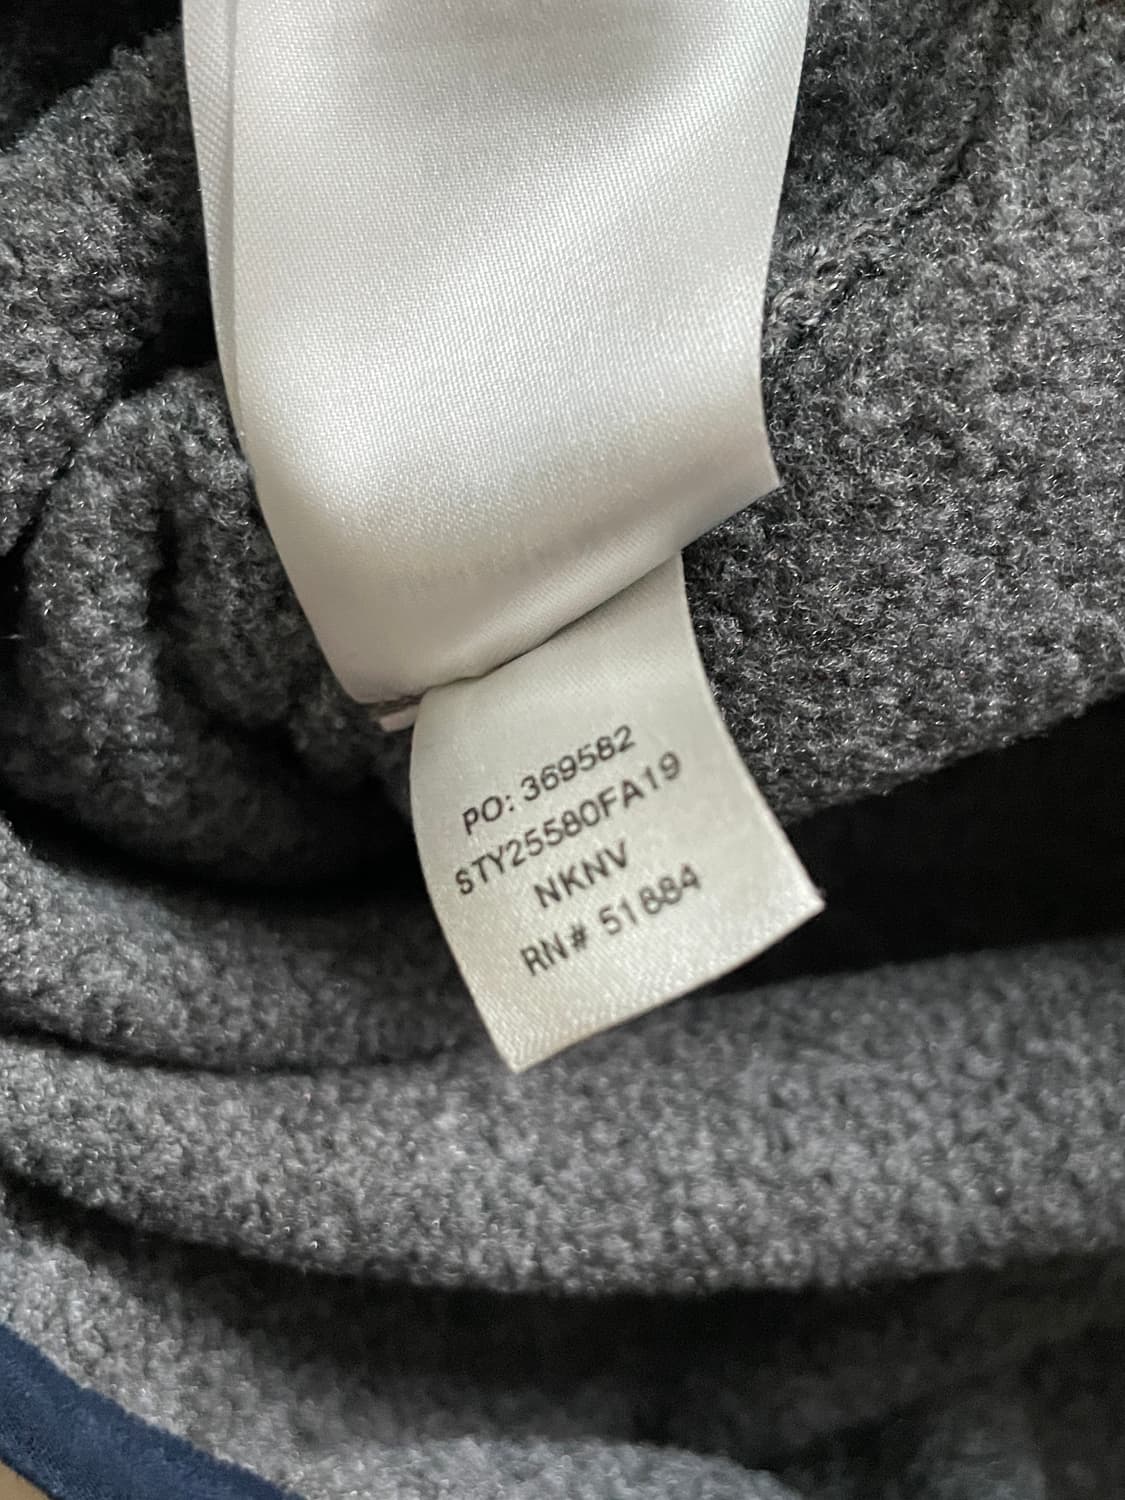 PO: 369582
STY25580FA19
NKNV
RN# 51884